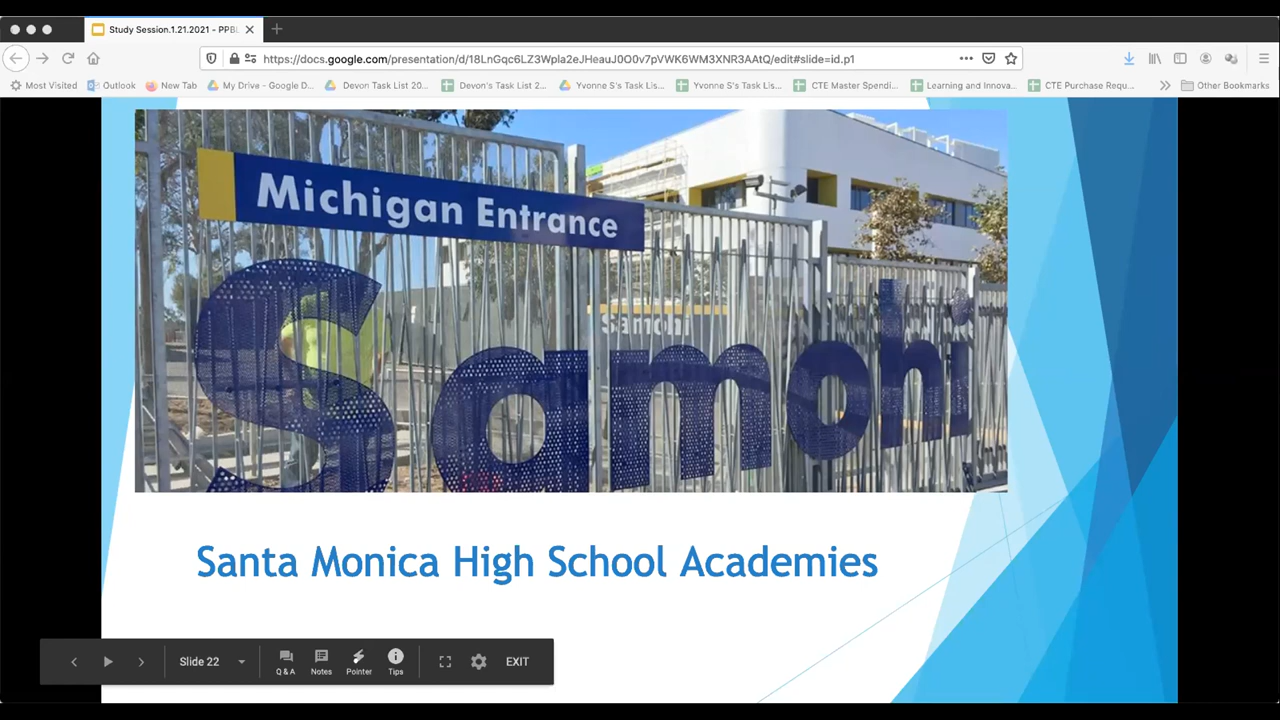 Study Session.1.21.2021 - PPBL
https://docs.google.com/presentation/d/18LnGqc6LZ3Wpla2eJHeauJ0O0v7pVWK6WM3XNR3AAtQ/edit#slide=id.p1
Most Visited Outlook New Tab My Drive - Google D... Devon Task List 20... Devon's Task List 2... Yvonne S's Task Lis... Yvonne S's Task Lis... CTE Master Spendi... Learning and Innova... CTE Purchase Requ... Other Bookmarks
Michigan Entrance
Samohi
Samohi
Santa Monica High School Academies
Slide 22
Q & A Notes Pointer Tips
EXIT